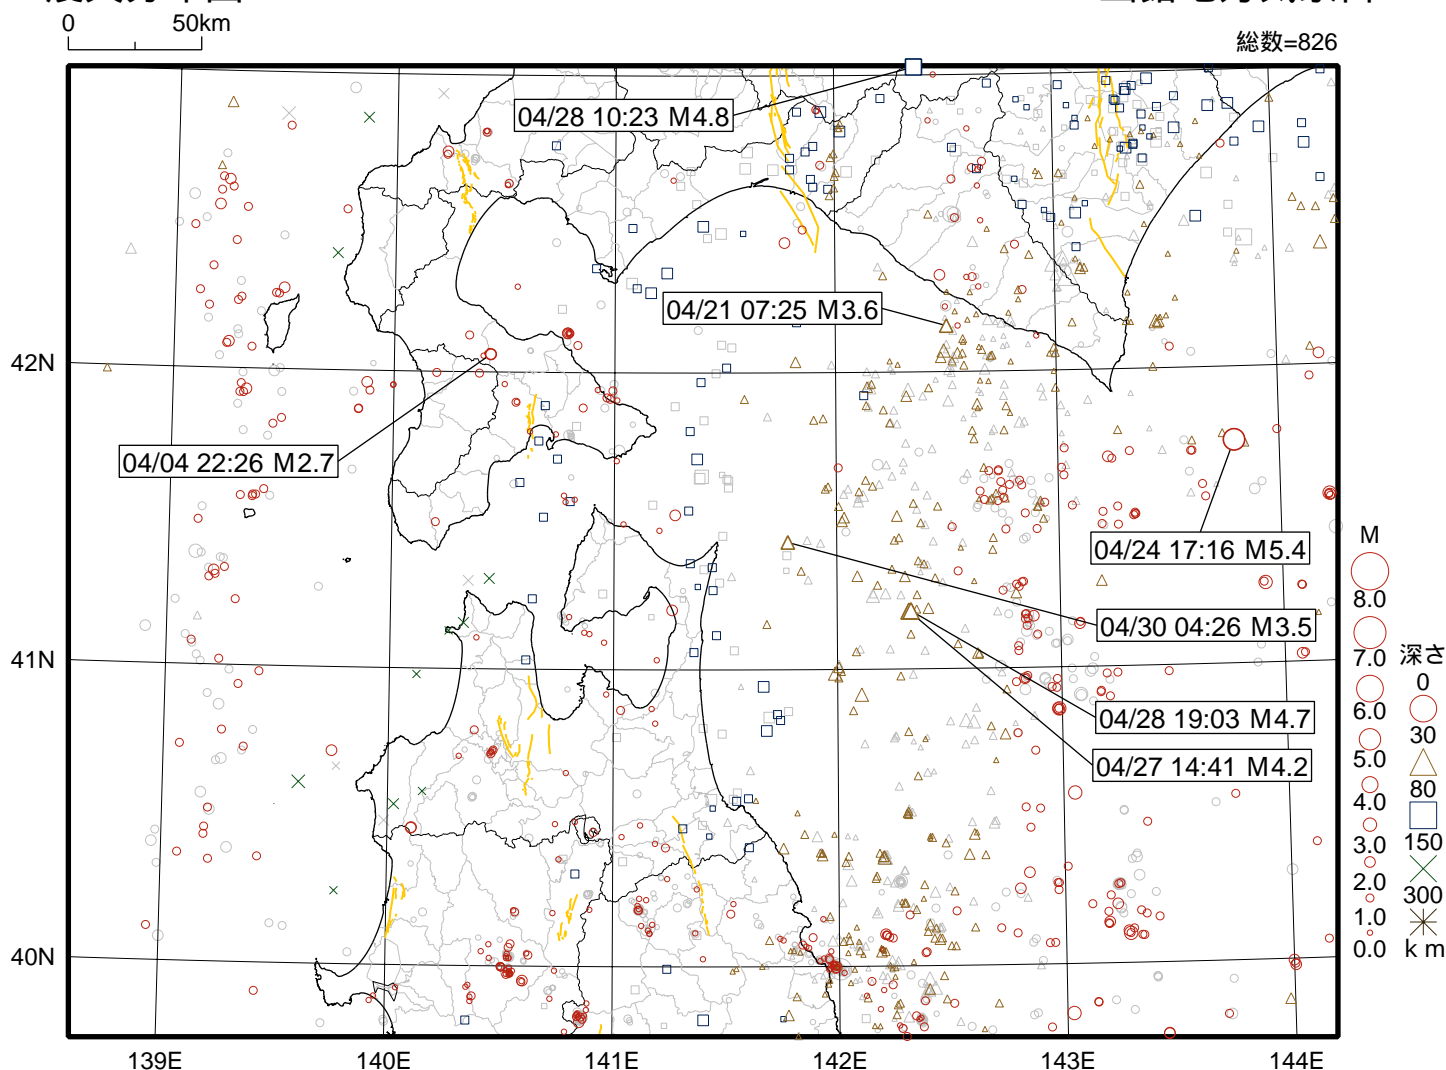 0 50km
総数=826
04/28 10:23 M4.8
04/21 07:25 M3.6
42N
04/04 22:26 M2.7
04/24 17:16 M5.4
04/30 04:26 M3.5
41N
04/28 19:03 M4.7
04/27 14:41 M4.2
40N
139E 140E 141E 142E 143E 144E
M
8.0
7.0
6.0
5.0
4.0
3.0
2.0
1.0
0.0
深さ
0
30
80
150
300
km